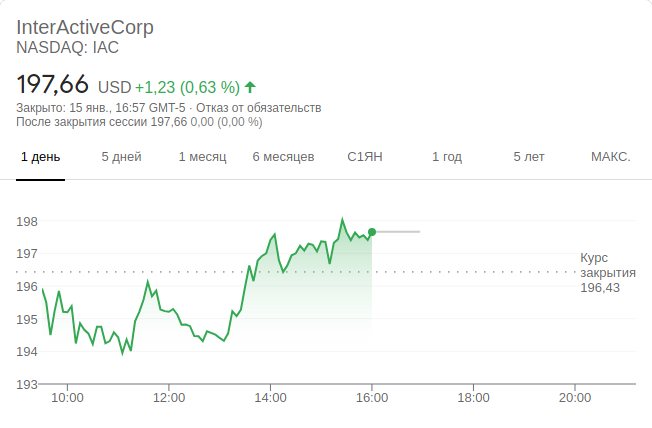 InterActiveCorp
NASDAQ: IAC
197,66 USD +1,23 (0,63 %)
Закрыто: 15 янв., 16:57 GMT-5 · Отказ от обязательств
После закрытия сессии 197,66 0,00 (0,00 %)
1 день 5 дней 1 месяц 6 месяцев С1ЯН 1 год 5 лет МАКС.
198
197
196
195
194
193
Курс
закрытия
196,43
10:00 12:00 14:00 16:00 18:00 20:00